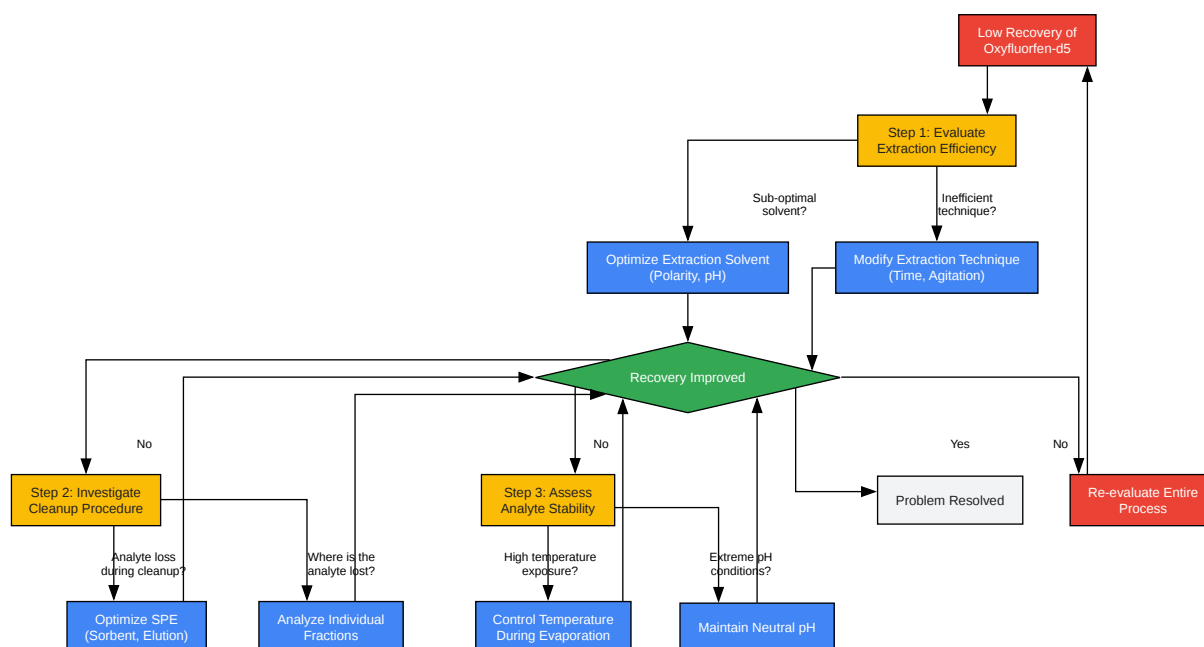 Low Recovery of
Oxyfluorfen-d5
Step 1: Evaluate
Extraction Efficiency
Sub-optimal
solvent?
Inefficient
technique?
Optimize Extraction Solvent
(Polarity, pH)
Modify Extraction Technique
(Time, Agitation)
Recovery Improved
No
No
Yes
No
Step 2: Investigate
Cleanup Procedure
Step 3: Assess
Analyte Stability
Problem Resolved
Re-evaluate Entire
Process
Analyte loss
during cleanup?
Where is the
analyte lost?
High temperature
exposure?
Extreme pH
conditions?
Optimize SPE
(Sorbent, Elution)
Analyze Individual
Fractions
Control Temperature
During Evaporation
Maintain Neutral pH